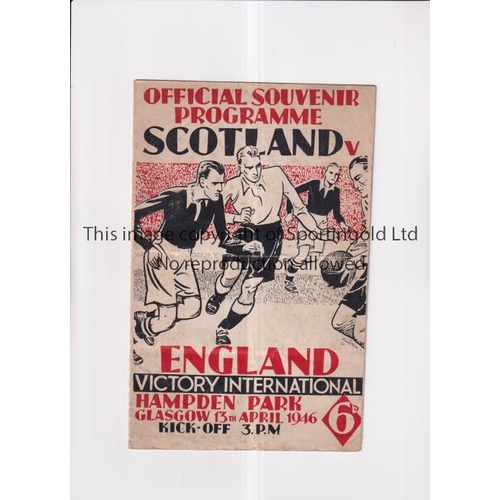 OFFICIAL SOUVENIR
PROGRAMME
SCOTLAND V
This image copyright of Sportingold Ltd
No reproduction allowed
ENGLAND
VICTORY INTERNATIONAL
HAMPDEN PARK
GLASGOW 13TH APRIL 1946
KICK-OFF 3.P.M
6D